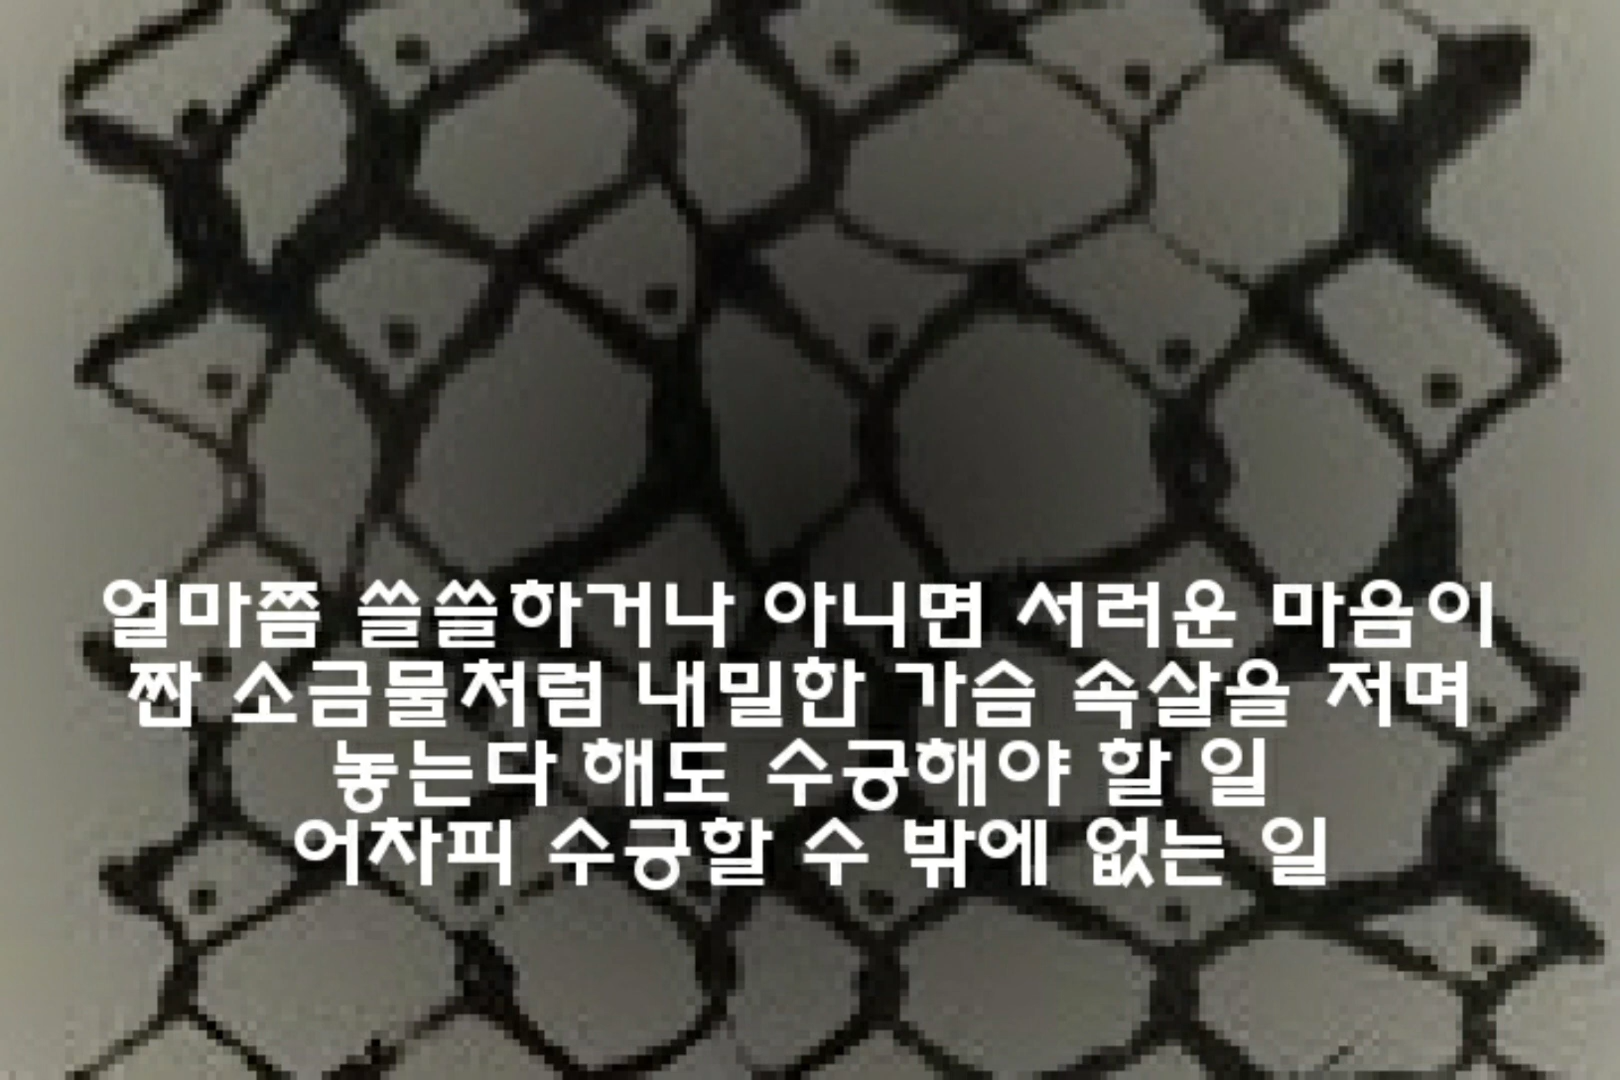 얼마쯤 쓸쓸하거나 아니면 서러운 마음이
짠 소금물처럼 내밀한 가슴 속살을 저며
놓는다 해도 수긍해야 할 일
어차피 수긍할 수 밖에 없는 일